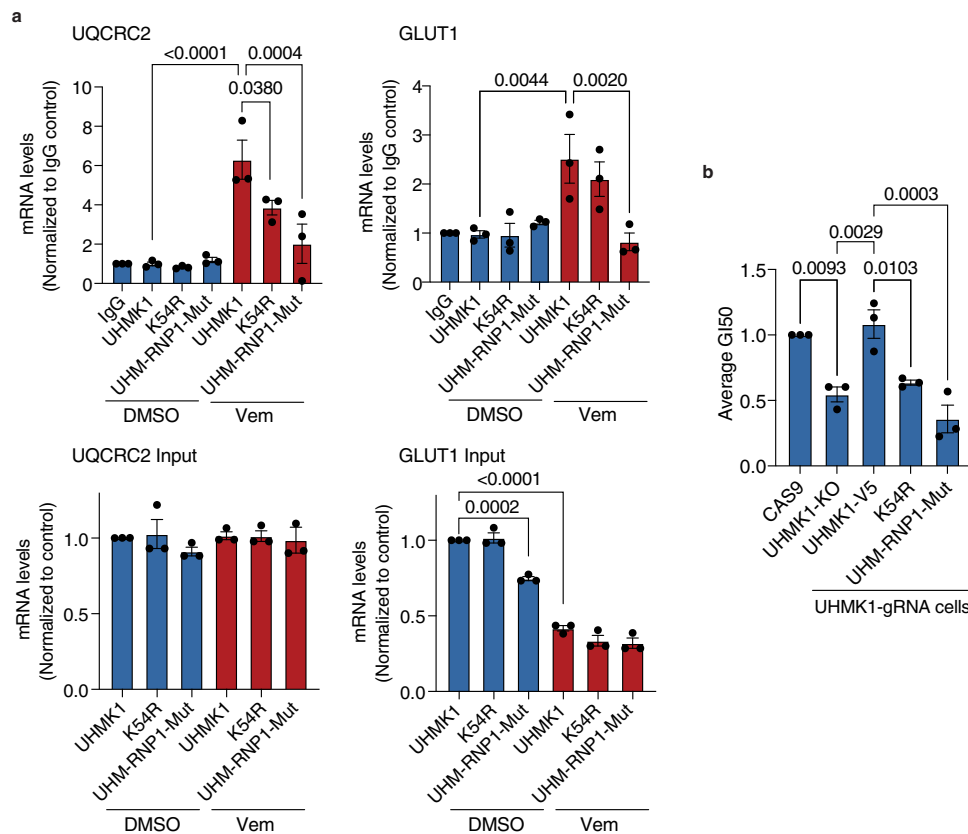 a
UQCRC2
<0.0001
0.0004
0.0380
mRNA levels
(Normalized to IgG control)
10
8
6
4
2
0
IgG
UHMK1
K54R
UHM-RNP1-Mut
UHMK1
K54R
UHM-RNP1-Mut
DMSO
Vem
GLUT1
0.0044
0.0020
mRNA levels
(Normalized to IgG control)
5
4
3
2
1
0
IgG
UHMK1
K54R
UHM-RNP1-Mut
UHMK1
K54R
UHM-RNP1-Mut
DMSO
Vem
b
0.0003
0.0029
0.0093
0.0103
Average GI50
1.5
1.0
0.5
0.0
CAS9
UHMK1-KO
UHMK1-V5
K54R
UHM-RNP1-Mut
UHMK1-gRNA cells
UQCRC2 Input
mRNA levels
(Normalized to control)
1.0
0.5
0.0
UHMK1
K54R
UHM-RNP1-Mut
UHMK1
K54R
UHM-RNP1-Mut
DMSO
Vem
GLUT1 Input
<0.0001
0.0002
mRNA levels
(Normalized to control)
1.0
0.5
0.0
UHMK1
K54R
UHM-RNP1-Mut
UHMK1
K54R
UHM-RNP1-Mut
DMSO
Vem